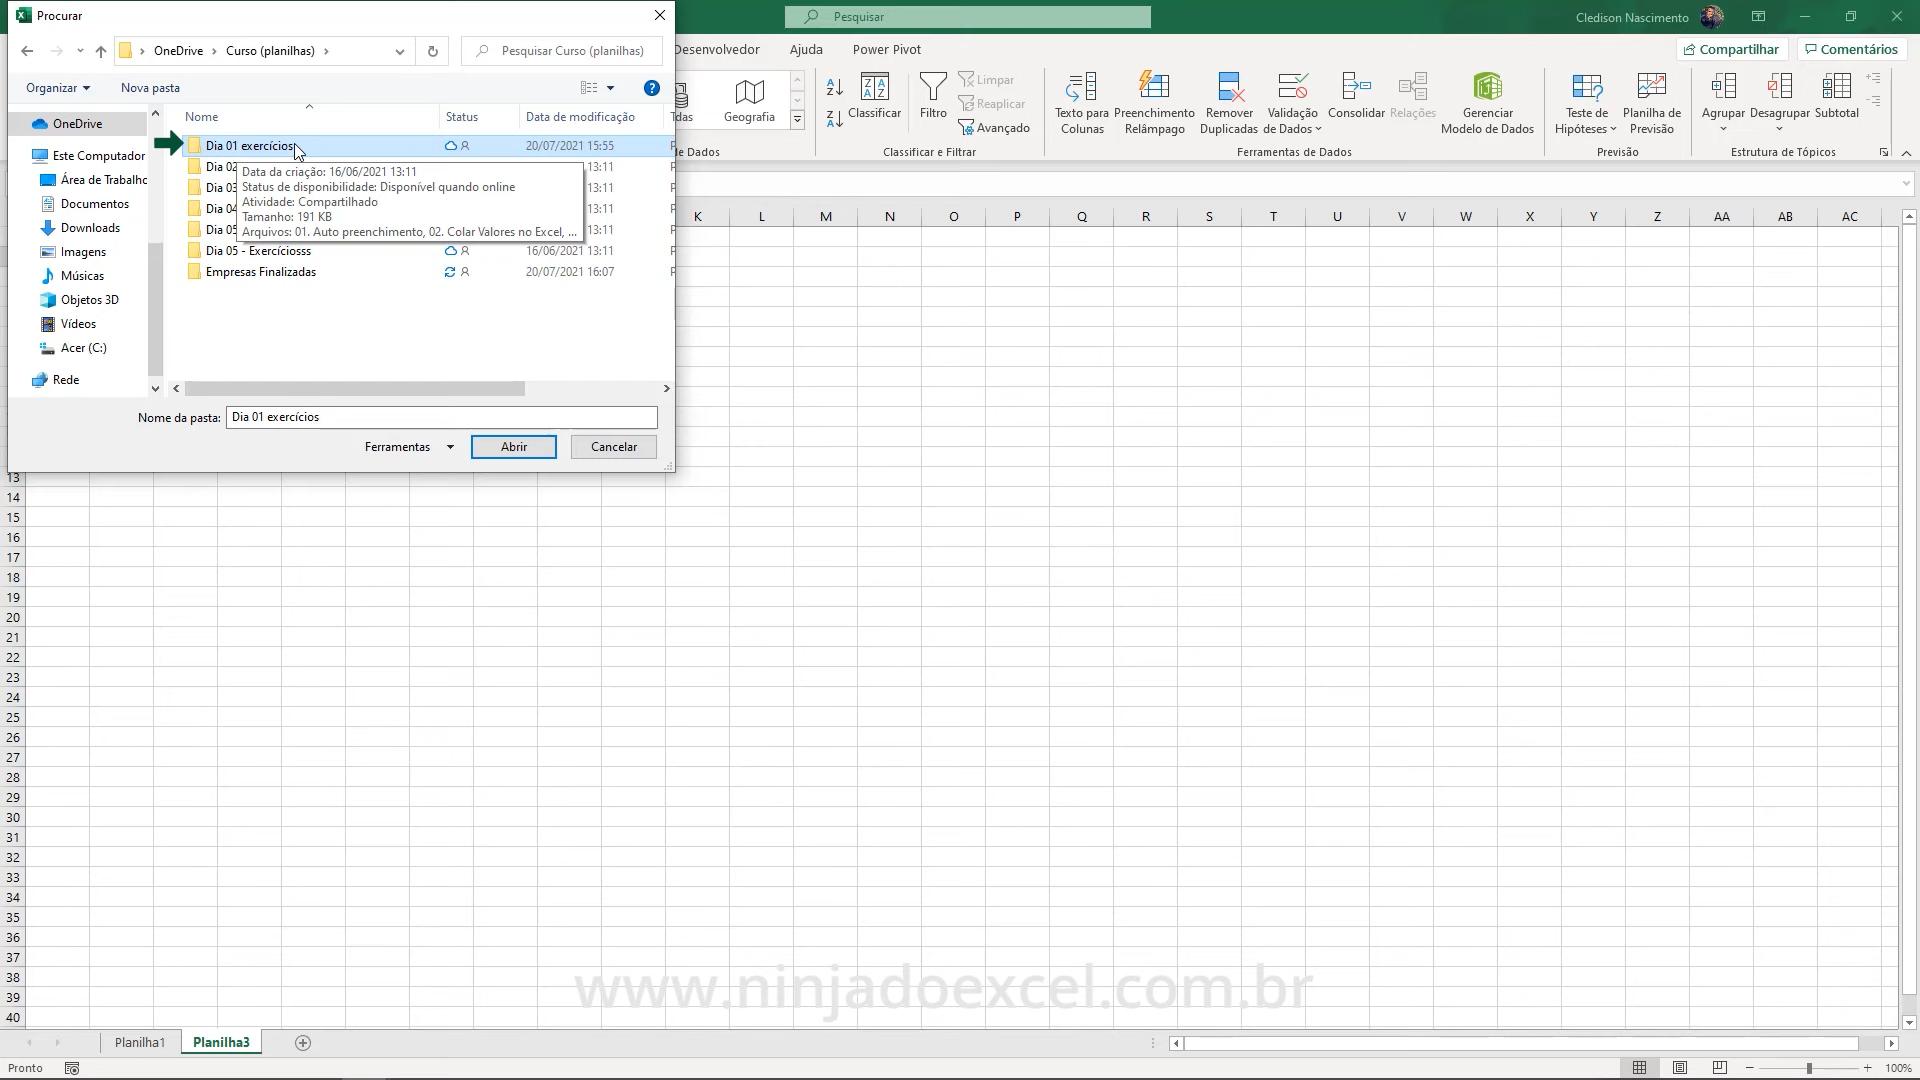 Procurar
Pesquisar
Cledison Nascimento
OneDrive
Curso (planilhas)
Pesquisar Curso (planilhas)
Desenvolvedor
Ajuda
Power Pivot
Compartilhar
Comentários
Organizar
Nova pasta
Nome
Status
Data de modificação
OneDrive
Este Computador
Área de Trabalho
Documentos
Downloads
Imagens
Músicas
Objetos 3D
Vídeos
Acer (C:)
Rede
Dia 01 exercícios
20/07/2021 15:55
Dia 02
13:11
Dia 03
13:11
Dia 04
13:11
Dia 05
13:11
Dia 05 - Exercíciosss
16/06/2021 13:11
Empresas Finalizadas
20/07/2021 16:07
Data da criação: 16/06/2021 13:11
Status de disponibilidade: Disponível quando online
Atividade: Compartilhado
Tamanho: 191 KB
Arquivos: 01. Auto preenchimento, 02. Colar Valores no Excel, ...
Nome da pasta:
Dia 01 exercícios
Ferramentas
Abrir
Cancelar
Geografia
de Dados
Classificar
Filtro
Limpar
Reaplicar
Avançado
Classificar e Filtrar
Texto para Colunas
Preenchimento Relâmpago
Remover Duplicadas
Validação de Dados
Consolidar
Relações
Gerenciar Modelo de Dados
Ferramentas de Dados
Teste de Hipóteses
Planilha de Previsão
Previsão
Agrupar
Desagrupar
Subtotal
Estrutura de Tópicos
K L M N O P Q R S T U V W X Y Z AA AB AC
13
14
15
16
17
18
19
20
21
22
23
24
25
26
27
28
29
30
31
32
33
34
35
36
37
38
39
40
www.ninjadoexcel.com.br
Planilha1
Planilha3
Pronto
100%